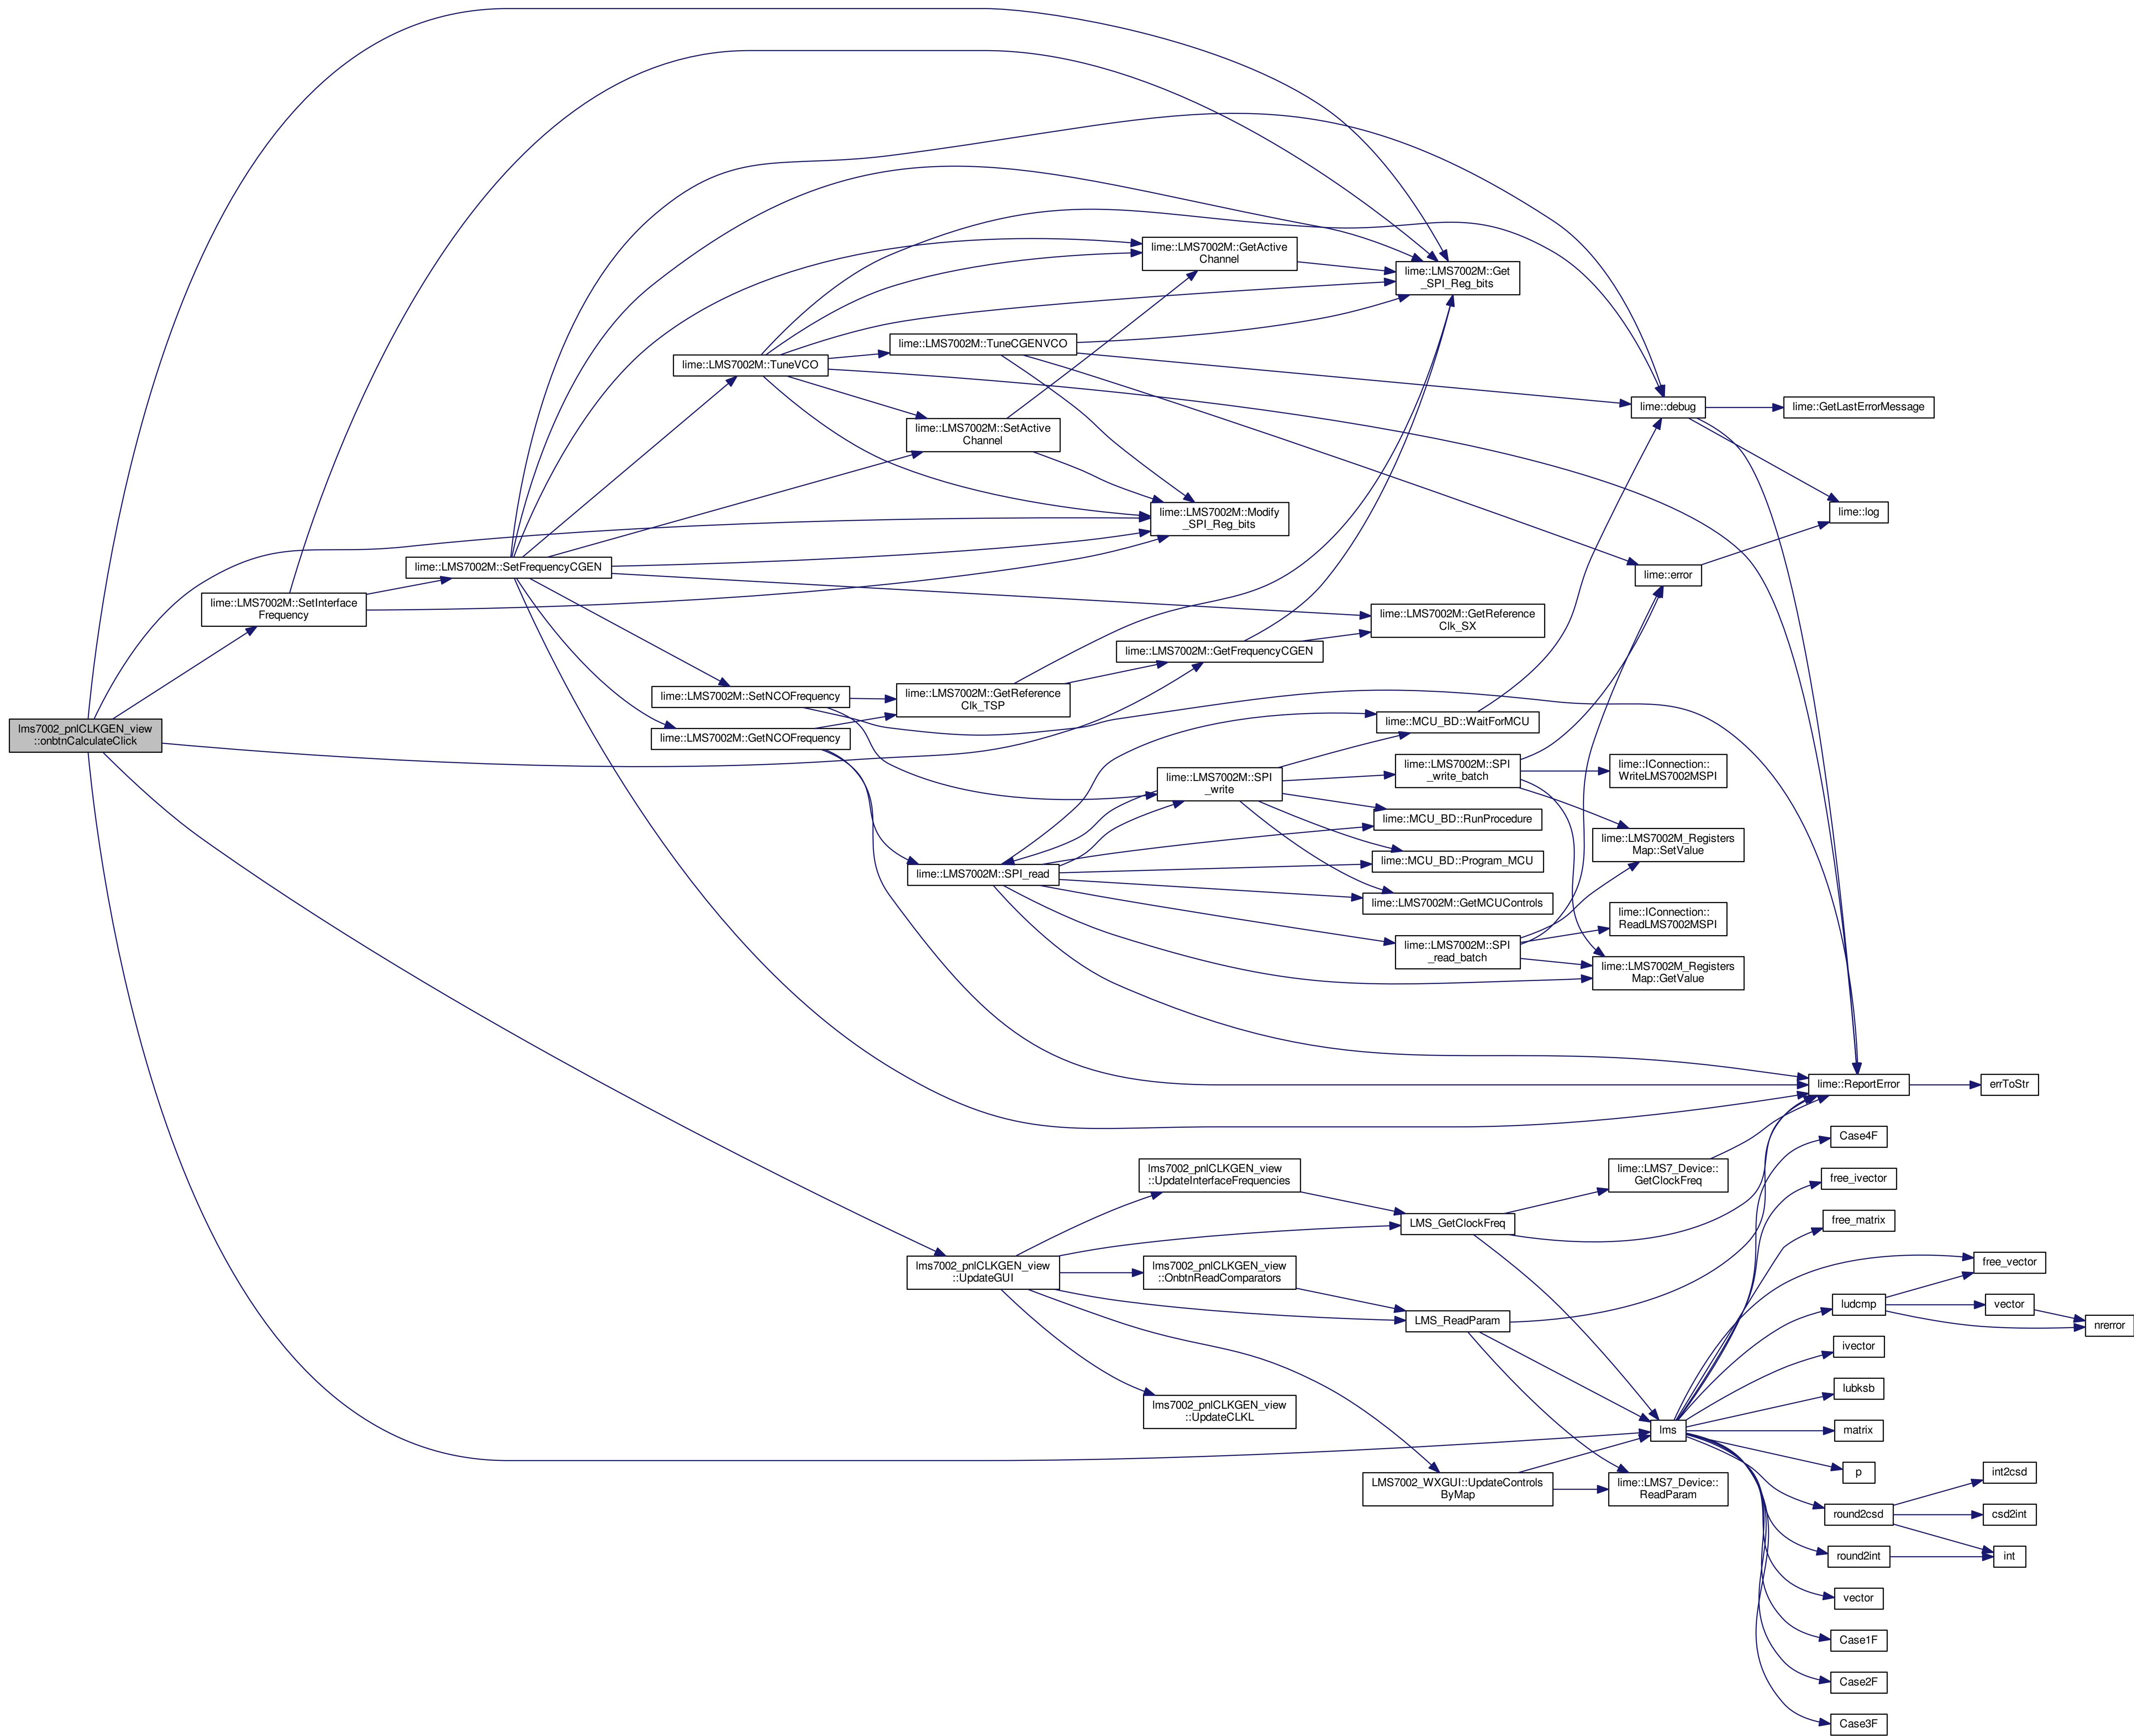 lms7002_pnlCLKGEN_view
::onbtnCalculateClick
lime::LMS7002M::SetInterface
Frequency
lime::LMS7002M::SetFrequencyCGEN
lime::LMS7002M::TuneVCO
lime::LMS7002M::SetNCOFrequency
lime::LMS7002M::GetNCOFrequency
lime::LMS7002M::TuneCGENVCO
lime::LMS7002M::SetActive
Channel
lime::LMS7002M::GetReference
Clk_TSP
lime::LMS7002M::SPI_read
lms7002_pnlCLKGEN_view
::UpdateGUI
lime::LMS7002M::GetActive
Channel
lime::LMS7002M::Modify
_SPI_Reg_bits
lime::LMS7002M::GetFrequencyCGEN
lime::LMS7002M::SPI
_write
lms7002_pnlCLKGEN_view
::UpdateInterfaceFrequencies
lms7002_pnlCLKGEN_view
::OnbtnReadComparators
lms7002_pnlCLKGEN_view
::UpdateCLKL
lime::LMS7002M::Get
_SPI_Reg_bits
lime::LMS7002M::GetReference
Clk_SX
lime::MCU_BD::WaitForMCU
lime::LMS7002M::SPI
_write_batch
lime::MCU_BD::RunProcedure
lime::MCU_BD::Program_MCU
lime::LMS7002M::GetMCUControls
lime::LMS7002M::SPI
_read_batch
LMS_GetClockFreq
LMS_ReadParam
LMS7002_WXGUI::UpdateControls
ByMap
lime::debug
lime::error
lime::IConnection::
WriteLMS7002MSPI
lime::LMS7002M_Registers
Map::SetValue
lime::IConnection::
ReadLMS7002MSPI
lime::LMS7002M_Registers
Map::GetValue
lime::LMS7_Device::
GetClockFreq
lms
lime::LMS7_Device::
ReadParam
lime::GetLastErrorMessage
lime::log
lime::ReportError
Case4F
free_ivector
free_matrix
ludcmp
ivector
lubksb
matrix
p
round2csd
round2int
vector
Case1F
Case2F
Case3F
errToStr
free_vector
vector
int2csd
csd2int
int
nrerror